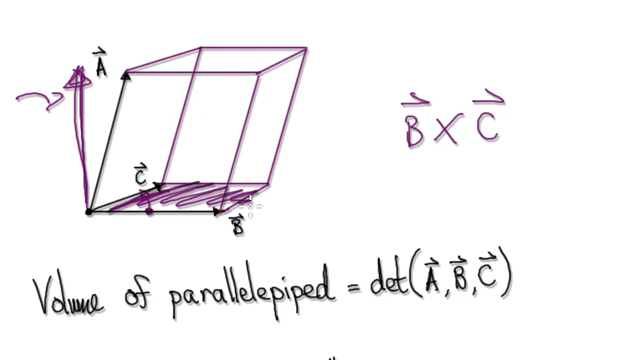 A⃗
B⃗ × C⃗
C⃗
B⃗
Volume of parallelepiped = det(A⃗, B⃗, C⃗)